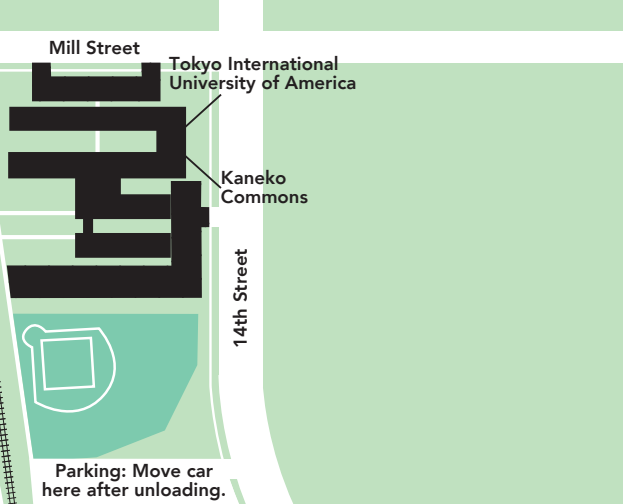 Mill Street
Tokyo International
University of America
Kaneko
Commons
14th Street
Parking: Move car
here after unloading.